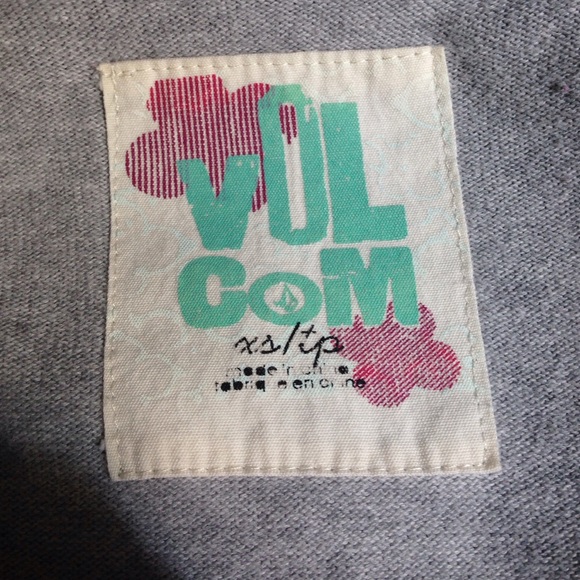 VOL
COM
xs/tp
made in china
fabriqué en chine